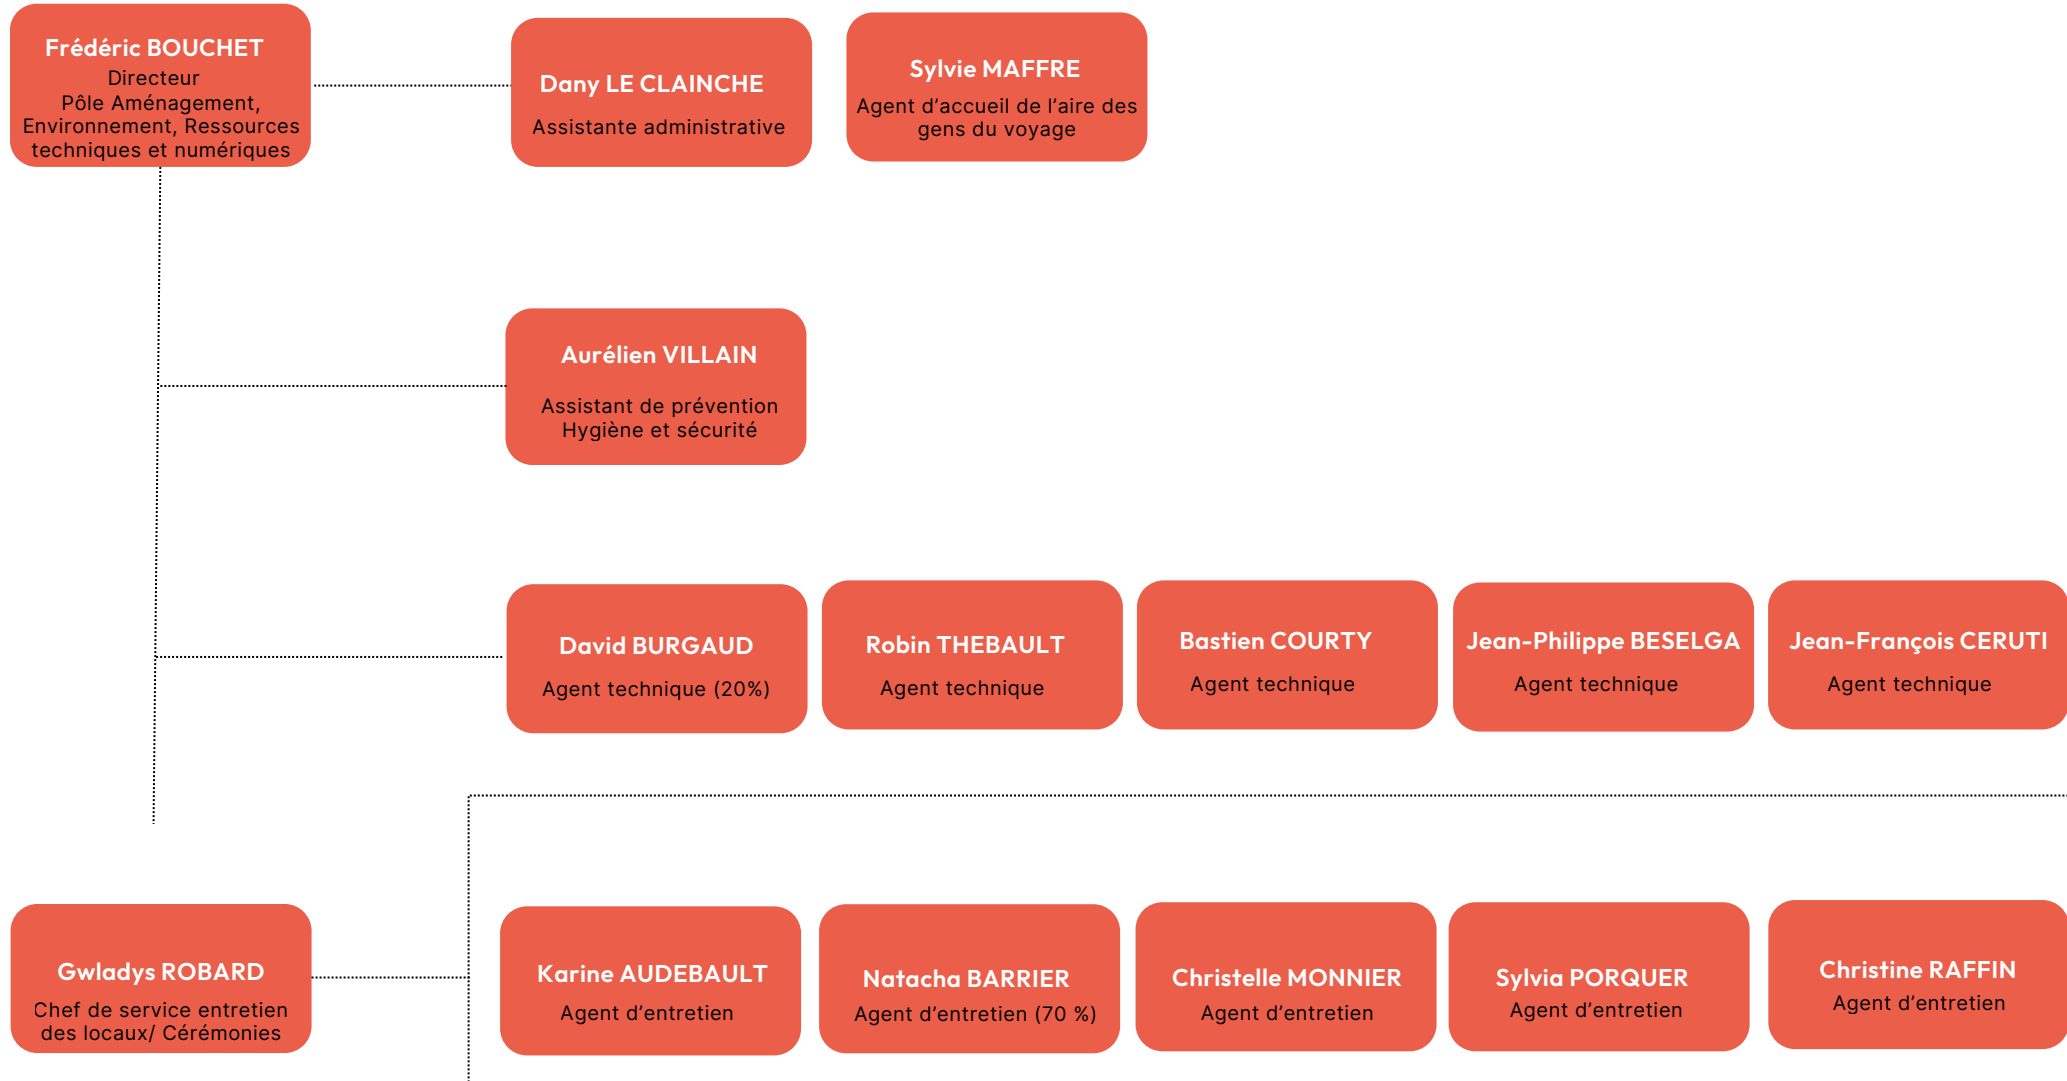 Frédéric BOUCHET
Directeur
Pôle Aménagement,
Environnement, Ressources
techniques et numériques
Dany LE CLAINCHE
Assistante administrative
Sylvie MAFFRE
Agent d’accueil de l’aire des
gens du voyage
Aurélien VILLAIN
Assistant de prévention
Hygiène et sécurité
David BURGAUD
Agent technique (20%)
Robin THEBAULT
Agent technique
Bastien COURTY
Agent technique
Jean-Philippe BESELGA
Agent technique
Jean-François CERUTI
Agent technique
Gwladys ROBARD
Chef de service entretien
des locaux/ Cérémonies
Karine AUDEBAULT
Agent d’entretien
Natacha BARRIER
Agent d’entretien (70 %)
Christelle MONNIER
Agent d’entretien
Sylvia PORQUER
Agent d’entretien
Christine RAFFIN
Agent d’entretien